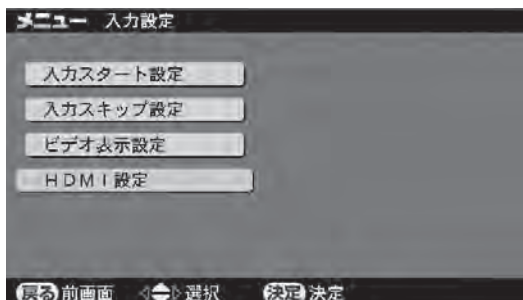 メニュー 入力設定
入力スタート設定
入力スキップ設定
ビデオ表示設定
HDMI設定
戻る 前画面 選択 決定 決定